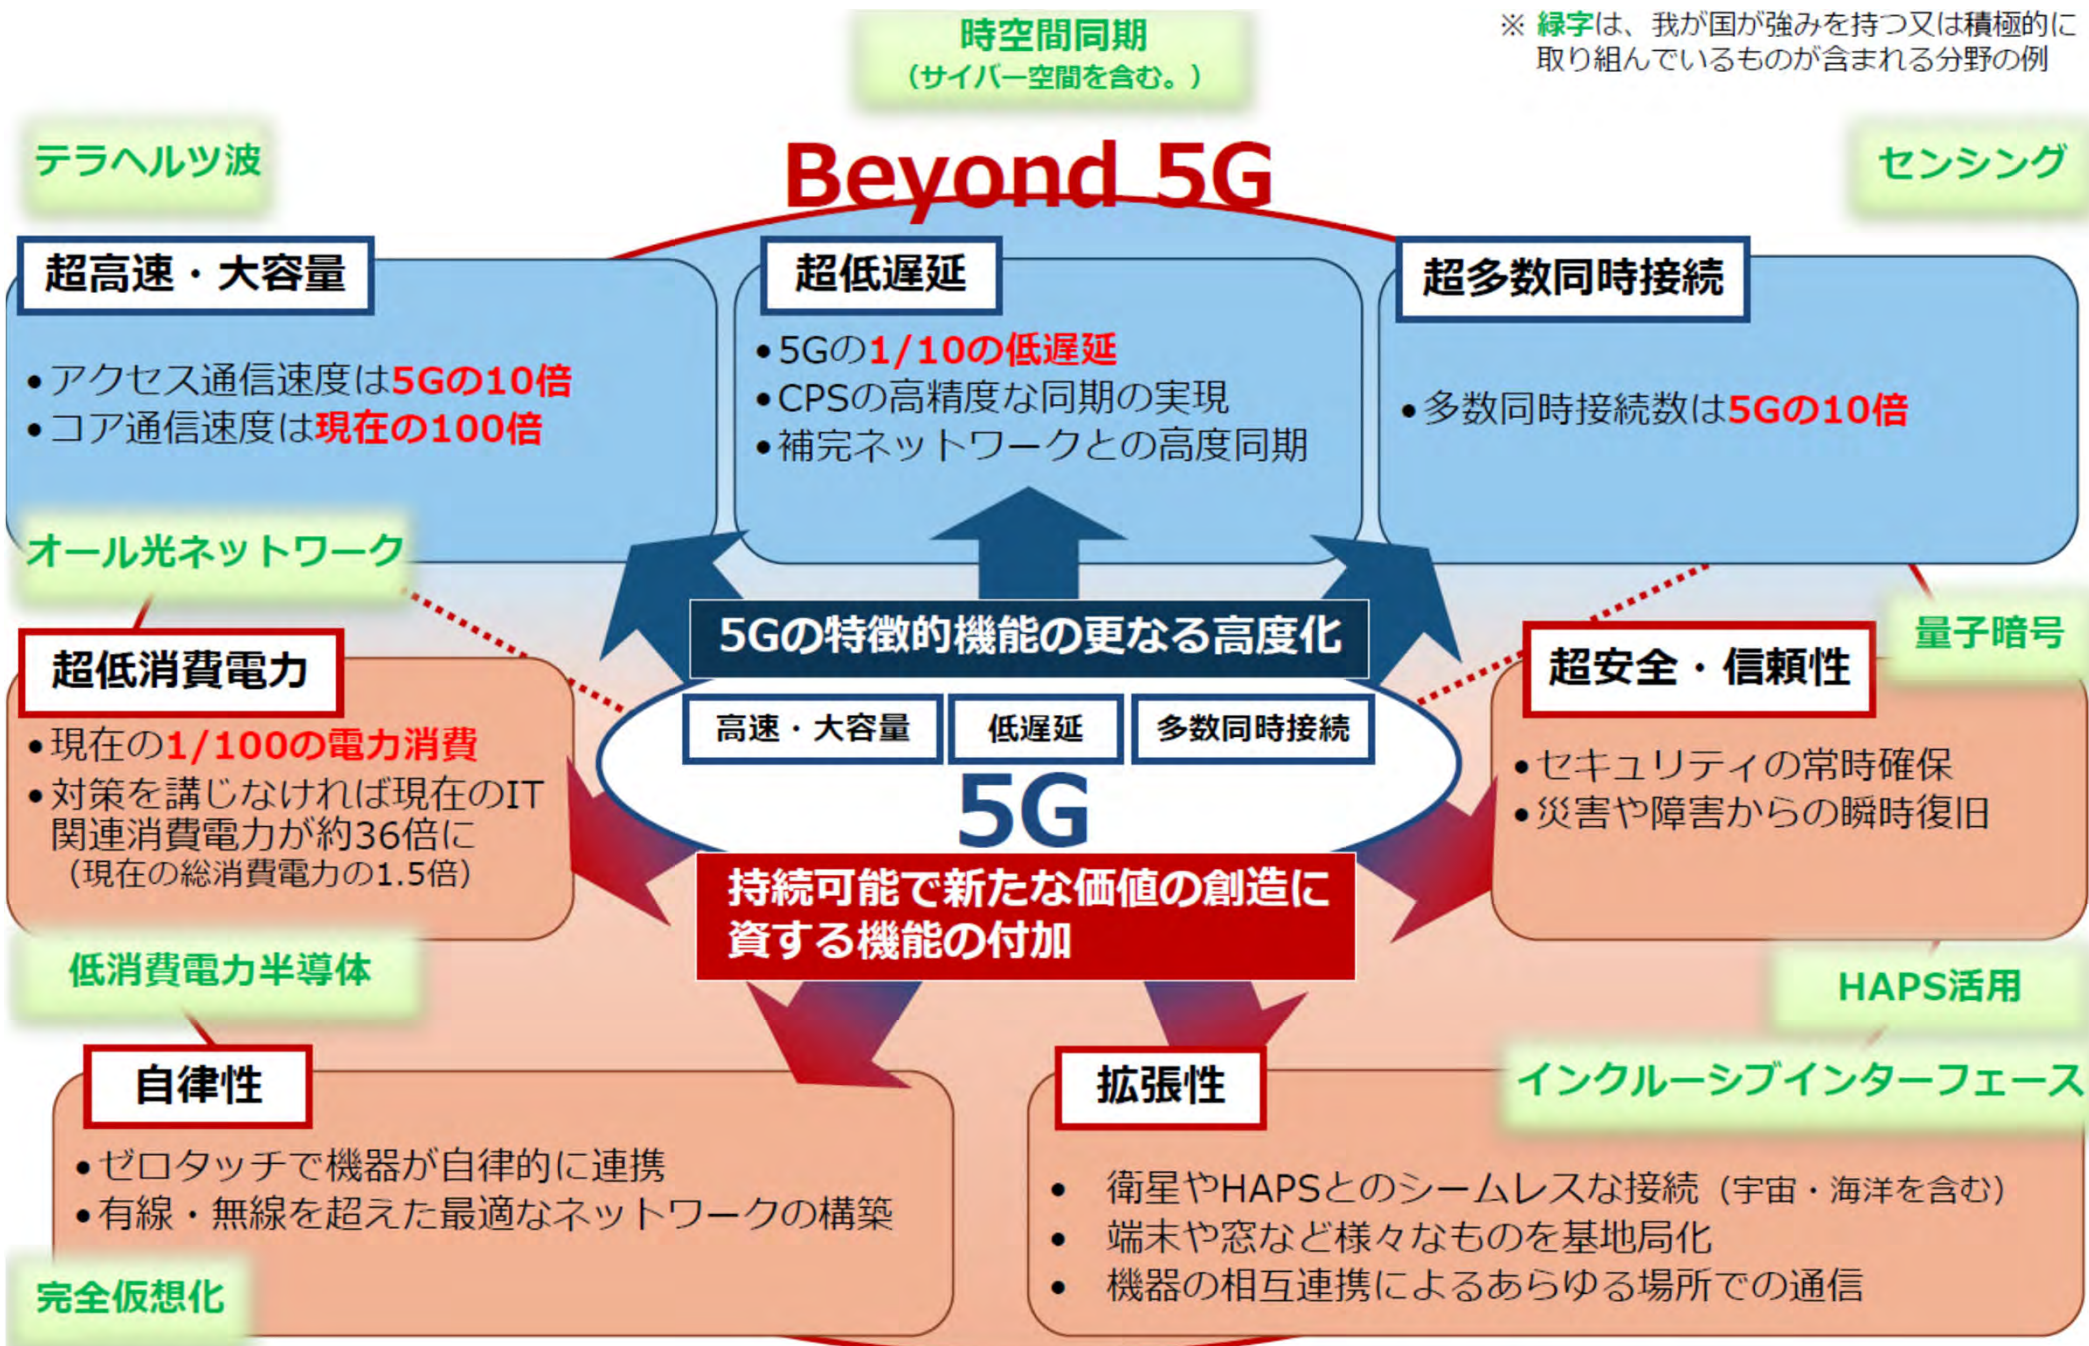 時空間同期
(サイバー空間を含む。)
※ 緑字は、我が国が強みを持つ又は積極的に
取り組んでいるものが含まれる分野の例
テラヘルツ波
Beyond 5G
センシング
超高速・大容量
•アクセス通信速度は5Gの10倍
•コア通信速度は現在の100倍
超低遅延
•5Gの1/10の低遅延
•CPSの高精度な同期の実現
•補完ネットワークとの高度同期
超多数同時接続
•多数同時接続数は5Gの10倍
オール光ネットワーク
5Gの特徴的機能の更なる高度化
量子暗号
超低消費電力
•現在の1/100の電力消費
•対策を講じなければ現在のIT
関連消費電力が約36倍に
(現在の総消費電力の1.5倍)
高速・大容量
低遅延
多数同時接続
5G
超安全・信頼性
•セキュリティの常時確保
•災害や障害からの瞬時復旧
持続可能で新たな価値の創造に
資する機能の付加
低消費電力半導体
HAPS活用
自律性
•ゼロタッチで機器が自律的に連携
•有線・無線を超えた最適なネットワークの構築
完全仮想化
拡張性
インクルーシブインターフェース
• 衛星やHAPSとのシームレスな接続(宇宙・海洋を含む)
• 端末や窓など様々なものを基地局化
• 機器の相互連携によるあらゆる場所での通信